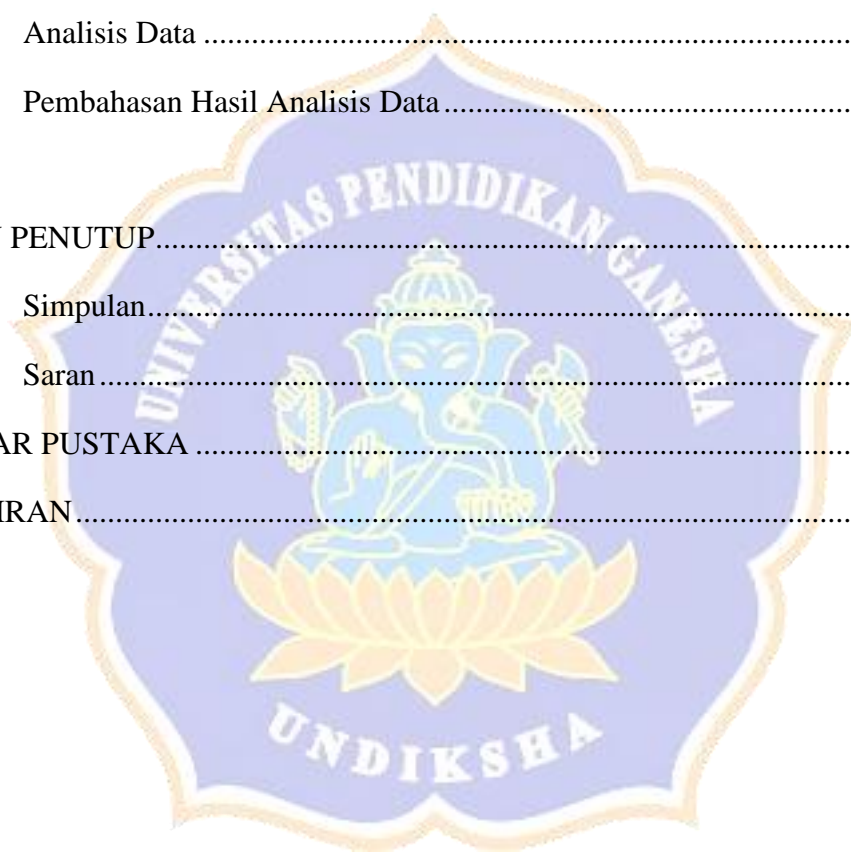 Analisis Data ..........................................................................................
Pembahasan Hasil Analisis Data ..........................................................
PENUTUP..............................................................................................
Simpulan................................................................................................
Saran ......................................................................................................
AR PUSTAKA .......................................................................................
IRAN......................................................................................................
UNIVERSITAS PENDIDIKAN GANESHA
UNDIKSHA